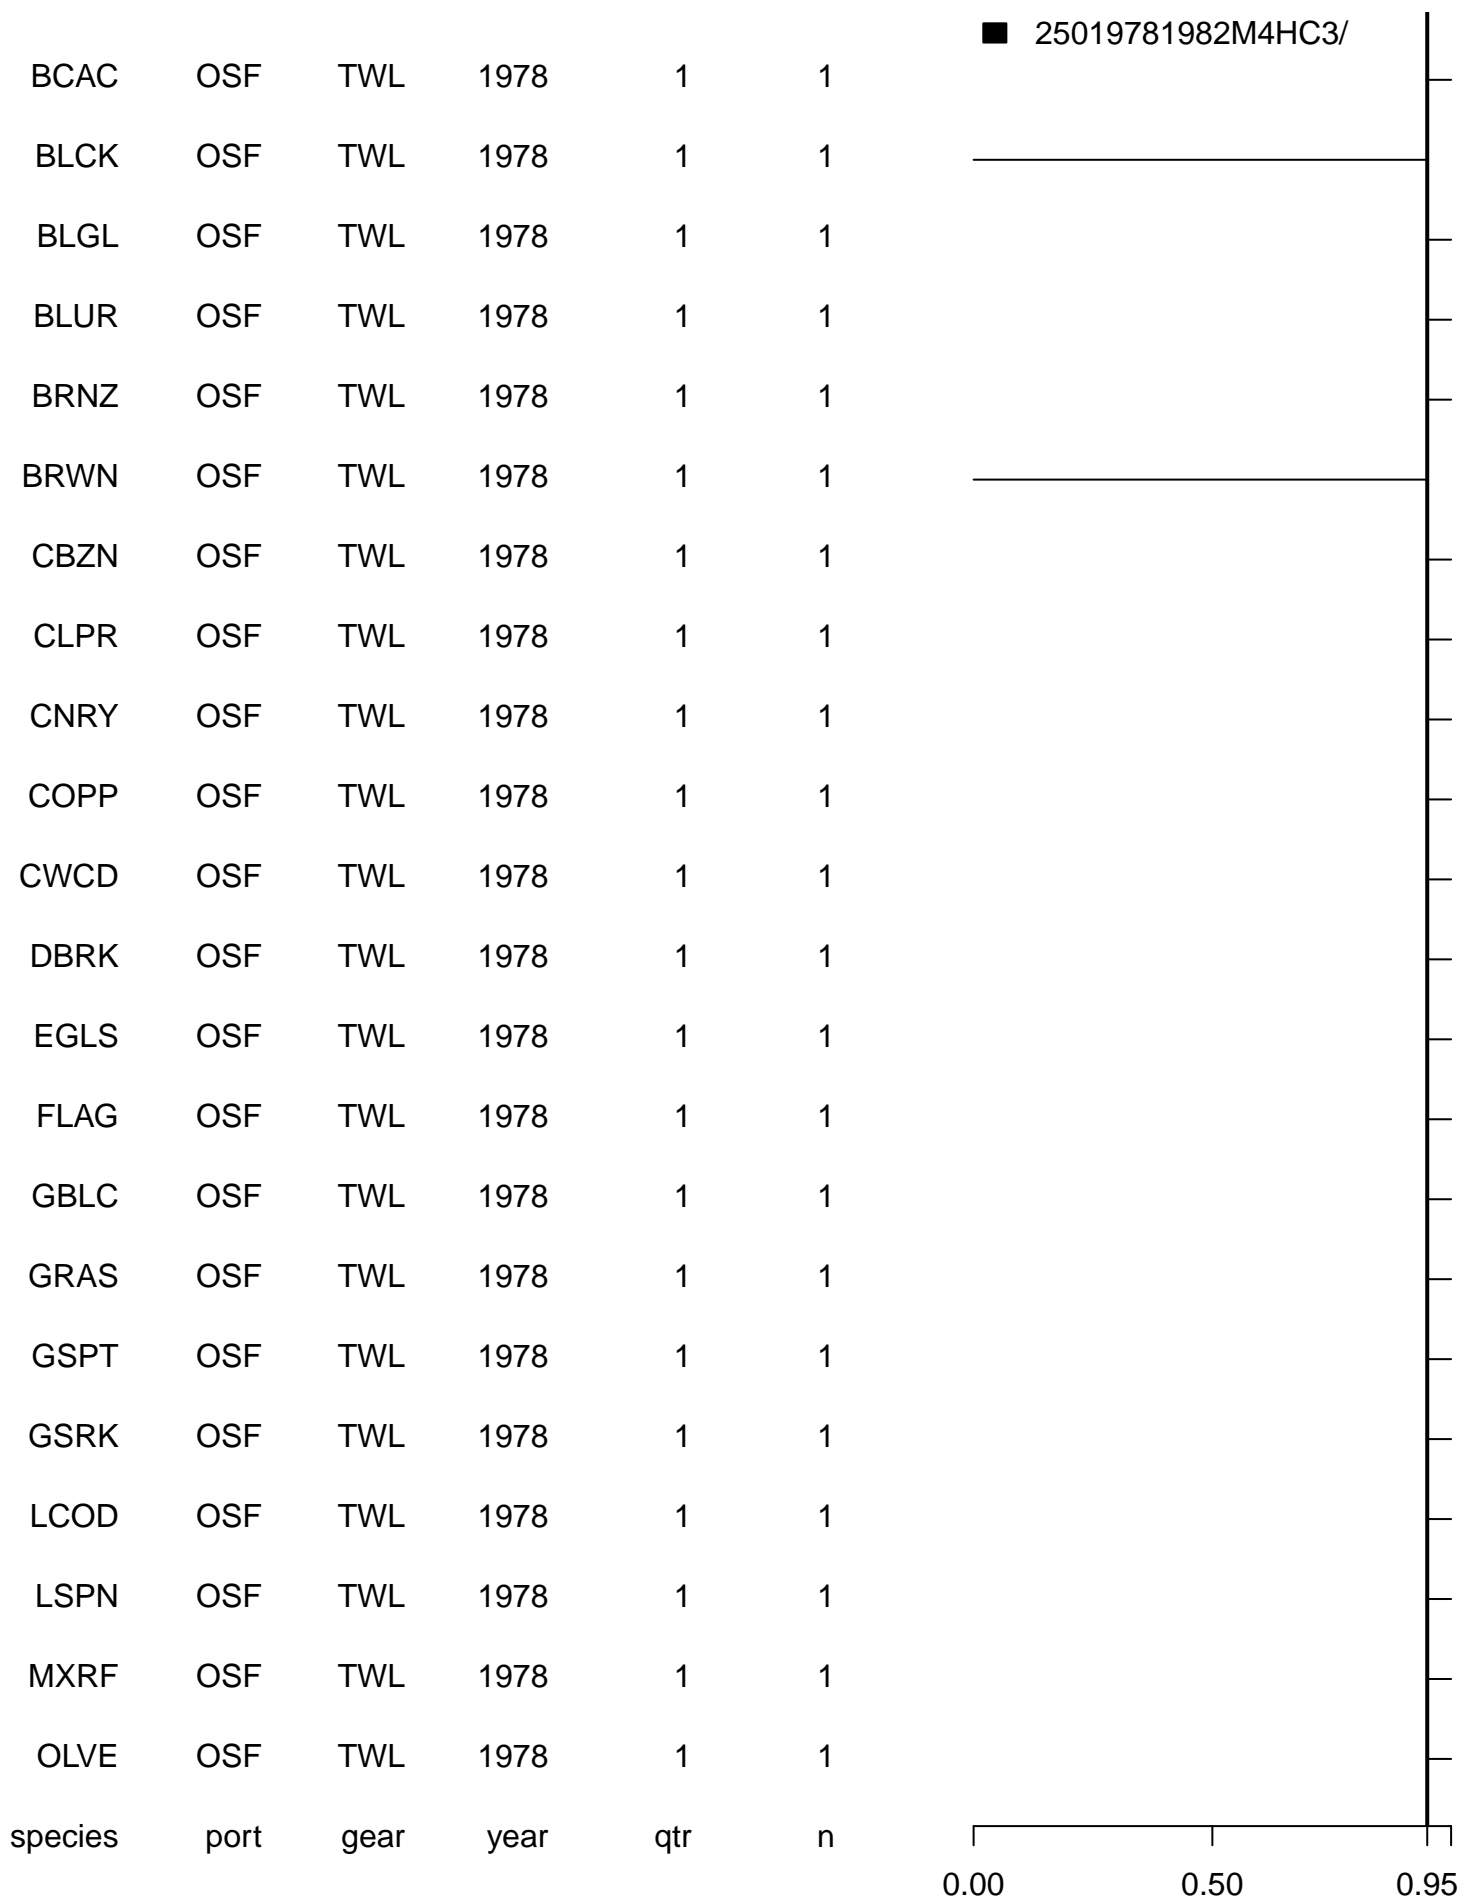 ■ 25019781982M4HC3/
BCAC OSF TWL 1978 1 1
BLCK OSF TWL 1978 1 1
BLGL OSF TWL 1978 1 1
BLUR OSF TWL 1978 1 1
BRNZ OSF TWL 1978 1 1
BRWN OSF TWL 1978 1 1
CBZN OSF TWL 1978 1 1
CLPR OSF TWL 1978 1 1
CNRY OSF TWL 1978 1 1
COPP OSF TWL 1978 1 1
CWCD OSF TWL 1978 1 1
DBRK OSF TWL 1978 1 1
EGLS OSF TWL 1978 1 1
FLAG OSF TWL 1978 1 1
GBLC OSF TWL 1978 1 1
GRAS OSF TWL 1978 1 1
GSPT OSF TWL 1978 1 1
GSRK OSF TWL 1978 1 1
LCOD OSF TWL 1978 1 1
LSPN OSF TWL 1978 1 1
MXRF OSF TWL 1978 1 1
OLVE OSF TWL 1978 1 1
species port gear year qtr n
0.00 0.50 0.95